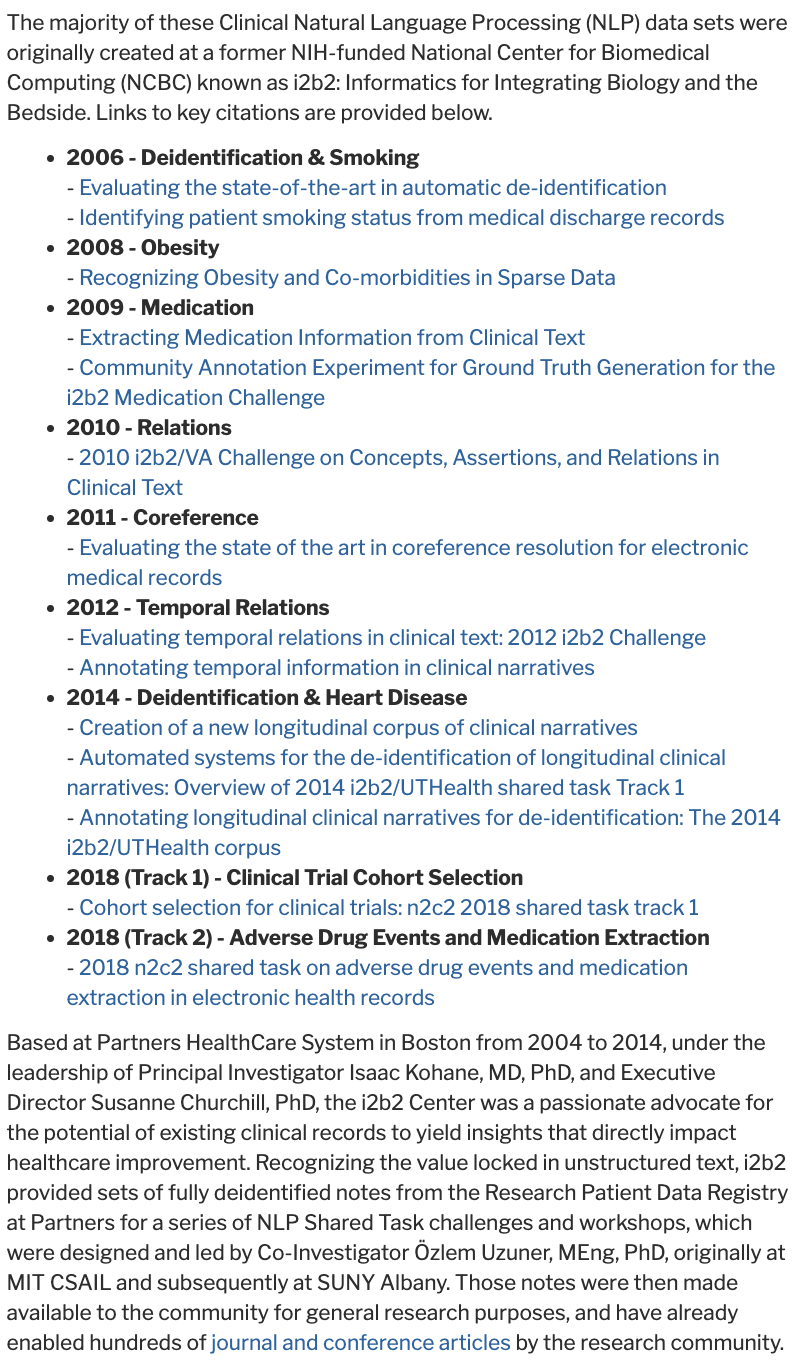 The majority of these Clinical Natural Language Processing (NLP) data sets were
originally created at a former NIH-funded National Center for Biomedical
Computing (NCBC) known as i2b2: Informatics for Integrating Biology and the
Bedside. Links to key citations are provided below.
• 2006 - Deidentification & Smoking
- Evaluating the state-of-the-art in automatic de-identification
- Identifying patient smoking status from medical discharge records
• 2008 - Obesity
- Recognizing Obesity and Co-morbidities in Sparse Data
• 2009 - Medication
- Extracting Medication Information from Clinical Text
- Community Annotation Experiment for Ground Truth Generation for the
i2b2 Medication Challenge
• 2010 - Relations
- 2010 i2b2/VA Challenge on Concepts, Assertions, and Relations in
Clinical Text
• 2011 - Coreference
- Evaluating the state of the art in coreference resolution for electronic
medical records
• 2012 - Temporal Relations
- Evaluating temporal relations in clinical text: 2012 i2b2 Challenge
- Annotating temporal information in clinical narratives
• 2014 - Deidentification & Heart Disease
- Creation of a new longitudinal corpus of clinical narratives
- Automated systems for the de-identification of longitudinal clinical
narratives: Overview of 2014 i2b2/UTHealth shared task Track 1
- Annotating longitudinal clinical narratives for de-identification: The 2014
i2b2/UTHealth corpus
• 2018 (Track 1) - Clinical Trial Cohort Selection
- Cohort selection for clinical trials: n2c2 2018 shared task track 1
• 2018 (Track 2) - Adverse Drug Events and Medication Extraction
- 2018 n2c2 shared task on adverse drug events and medication
extraction in electronic health records
Based at Partners HealthCare System in Boston from 2004 to 2014, under the
leadership of Principal Investigator Isaac Kohane, MD, PhD, and Executive
Director Susanne Churchill, PhD, the i2b2 Center was a passionate advocate for
the potential of existing clinical records to yield insights that directly impact
healthcare improvement. Recognizing the value locked in unstructured text, i2b2
provided sets of fully deidentified notes from the Research Patient Data Registry
at Partners for a series of NLP Shared Task challenges and workshops, which
were designed and led by Co-Investigator Özlem Uzuner, MEng, PhD, originally at
MIT CSAIL and subsequently at SUNY Albany. Those notes were then made
available to the community for general research purposes, and have already
enabled hundreds of journal and conference articles by the research community.